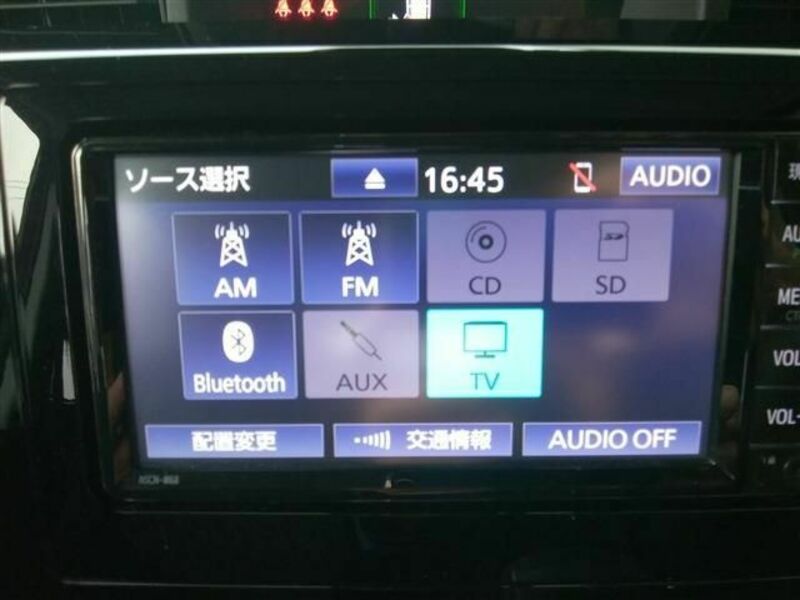 ソース選択 16:45 AUDIO
AM FM CD SD
Bluetooth AUX TV
配置変更 交通情報 AUDIO OFF
VOL
VOL-